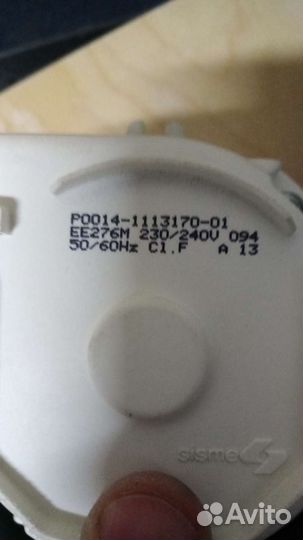 P0014-1113170-01
EE276M 230/240V 094
50/60Hz Cl.F A 13
sisme
Avito